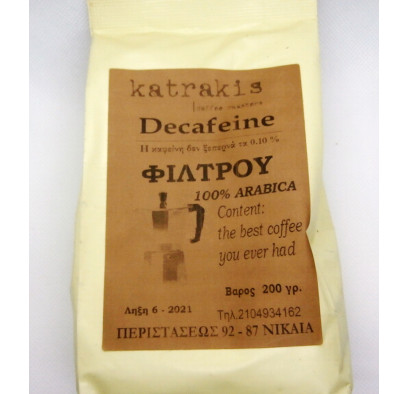 katrakis
coffee roasters
Decafeine
Η καφεΐνη δεν ξεπερνά τα 0.10 %
ΦΙΛΤΡΟΥ
100% ARABICA
Content:
the best coffee
you ever had
Βαρος 200 γρ.
Ληξη 6 - 2021
Τηλ.2104934162
ΠΕΡΙΣΤΑΣΕΩΣ 92 - 87 ΝΙΚΑΙΑ